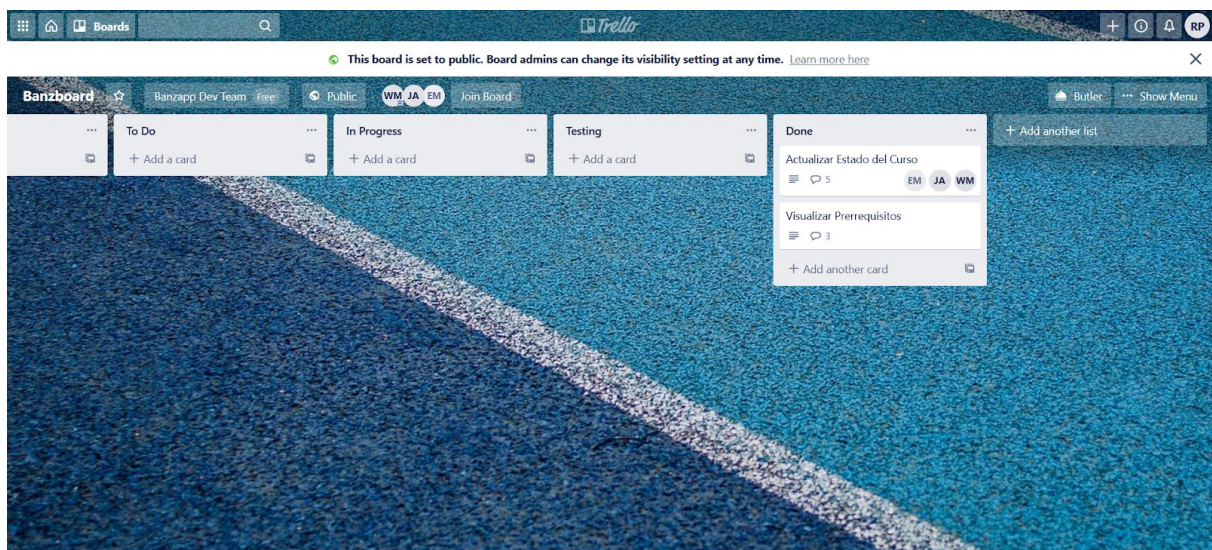 Boards
Trello
RP
This board is set to public. Board admins can change its visibility setting at any time. Learn more here
Banzboard
Banzapp Dev Team Free
Public
WM JA EM
Join Board
Butler
Show Menu
To Do
+ Add a card
In Progress
+ Add a card
Testing
+ Add a card
Done
Actualizar Estado del Curso
5
EM JA WM
Visualizar Prerrequisitos
3
+ Add another card
+ Add another list